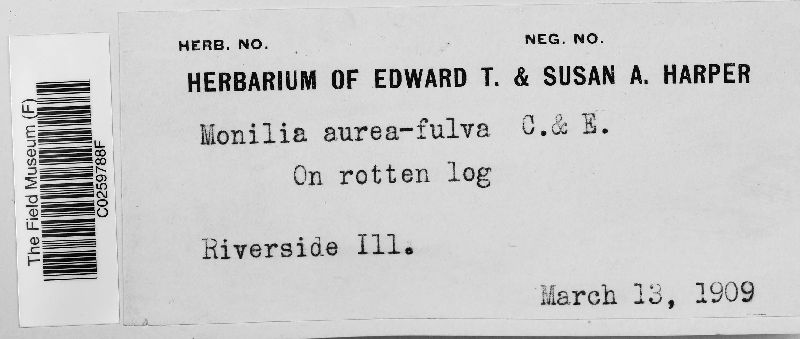 The Field Museum (F)
C0259788F
HERB. NO. NEG. NO.
HERBARIUM OF EDWARD T. & SUSAN A. HARPER
Monilia aurea-fulva C.& E.
On rotten log
Riverside Ill.
March 13, 1909